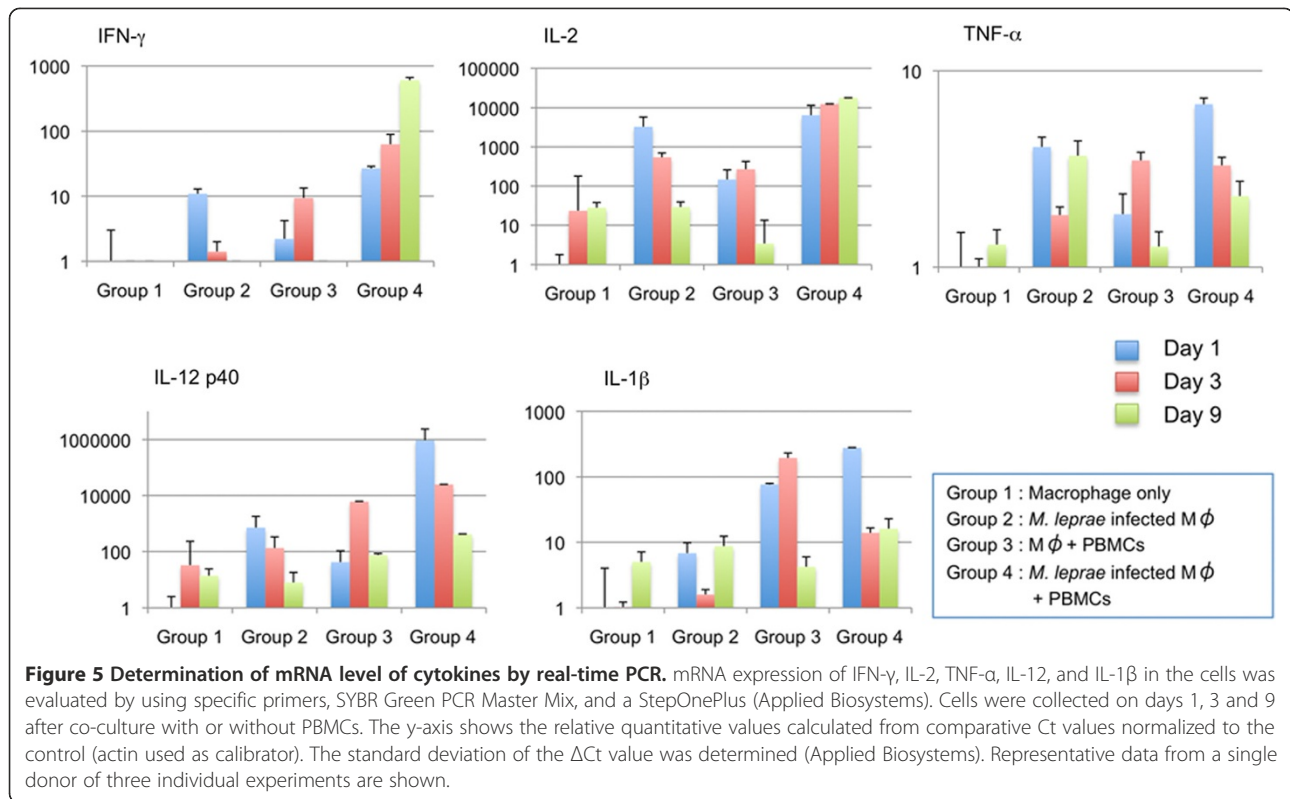 IFN-γ
1000
100
10
1
Group 1 Group 2 Group 3 Group 4
IL-2
100000
10000
1000
100
10
1
Group 1 Group 2 Group 3 Group 4
TNF-α
10
1
Group 1 Group 2 Group 3 Group 4
IL-12 p40
1000000
10000
100
1
Group 1 Group 2 Group 3 Group 4
IL-1β
1000
100
10
1
Group 1 Group 2 Group 3 Group 4
Day 1
Day 3
Day 9
Group 1 : Macrophage only
Group 2 : M. leprae infected Mϕ
Group 3 : Mϕ + PBMCs
Group 4 : M. leprae infected Mϕ
+ PBMCs
Figure 5 Determination of mRNA level of cytokines by real-time PCR. mRNA expression of IFN-γ, IL-2, TNF-α, IL-12, and IL-1β in the cells was
evaluated by using specific primers, SYBR Green PCR Master Mix, and a StepOnePlus (Applied Biosystems). Cells were collected on days 1, 3 and 9
after co-culture with or without PBMCs. The y-axis shows the relative quantitative values calculated from comparative Ct values normalized to the
control (actin used as calibrator). The standard deviation of the ΔCt value was determined (Applied Biosystems). Representative data from a single
donor of three individual experiments are shown.